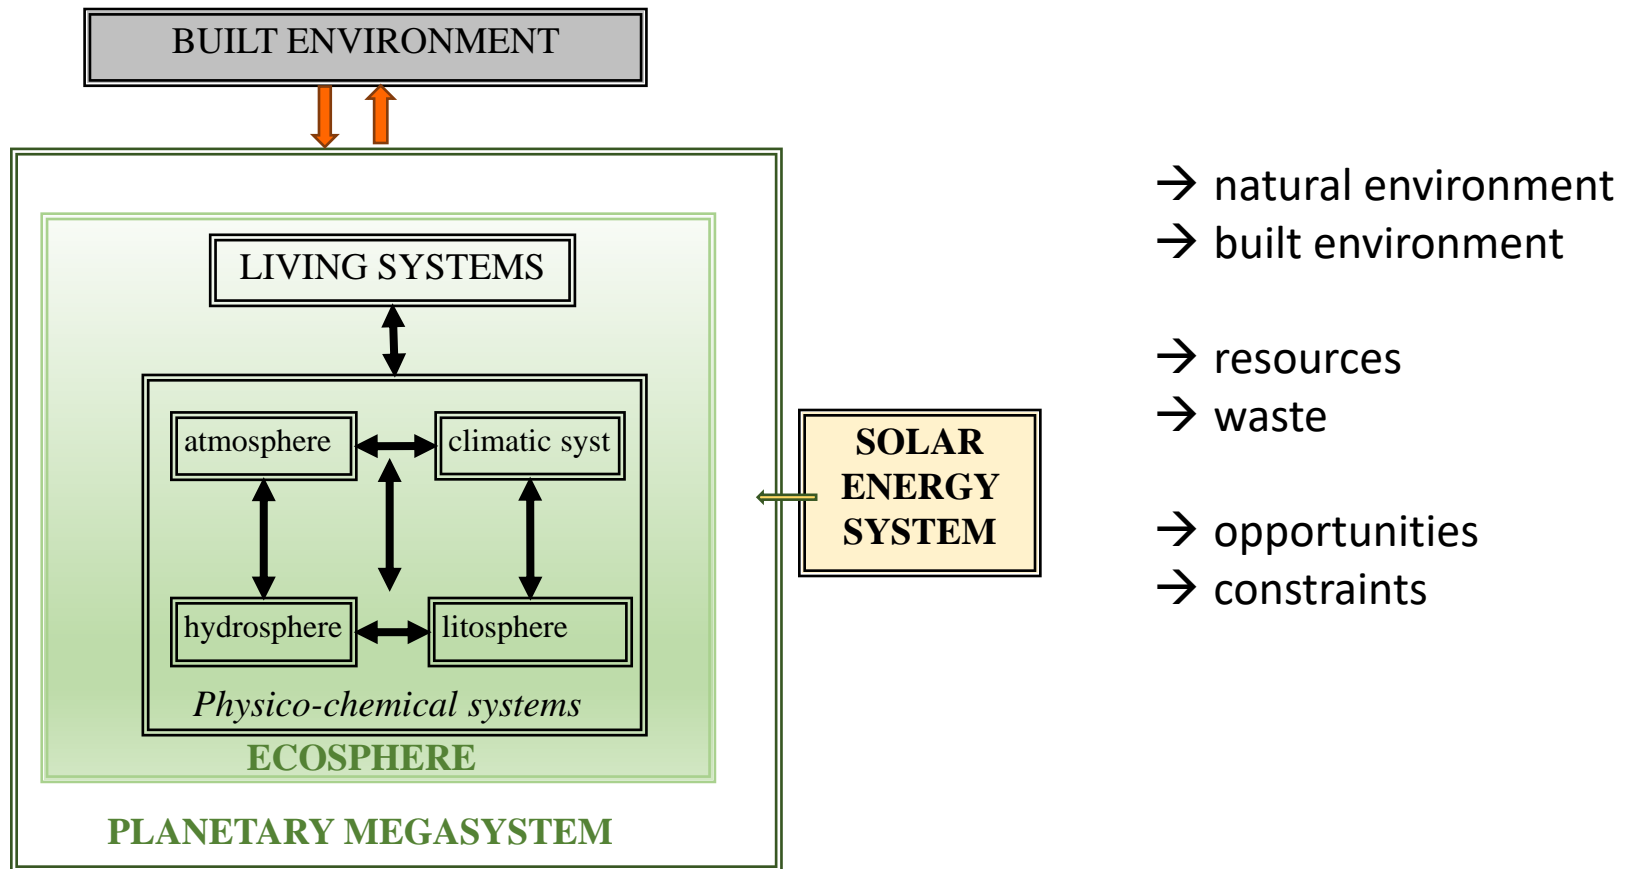 BUILT ENVIRONMENT
LIVING SYSTEMS
atmosphere
climatic syst
hydrosphere
litosphere
Physico-chemical systems
ECOSPHERE
PLANETARY MEGASYSTEM
SOLAR
ENERGY
SYSTEM
→ natural environment
→ built environment
→ resources
→ waste
→ opportunities
→ constraints